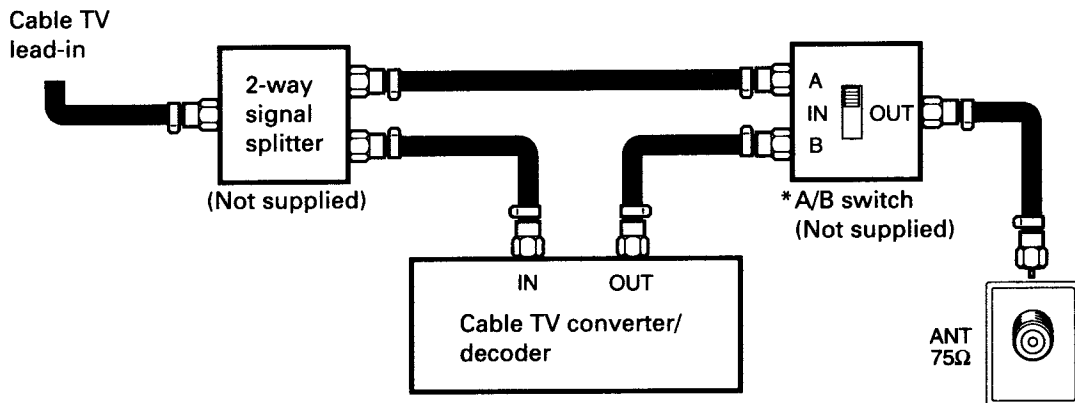 Cable TV
lead-in
2-way
signal
splitter
(Not supplied)
A
IN
OUT
B
* A/B switch
(Not supplied)
IN
OUT
Cable TV converter/
decoder
ANT
75Ω